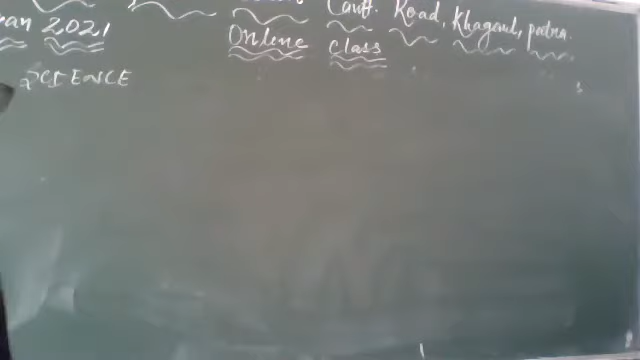 Cantt. Road, Khagaul, patna.
2021 Online Class
SCIENCE